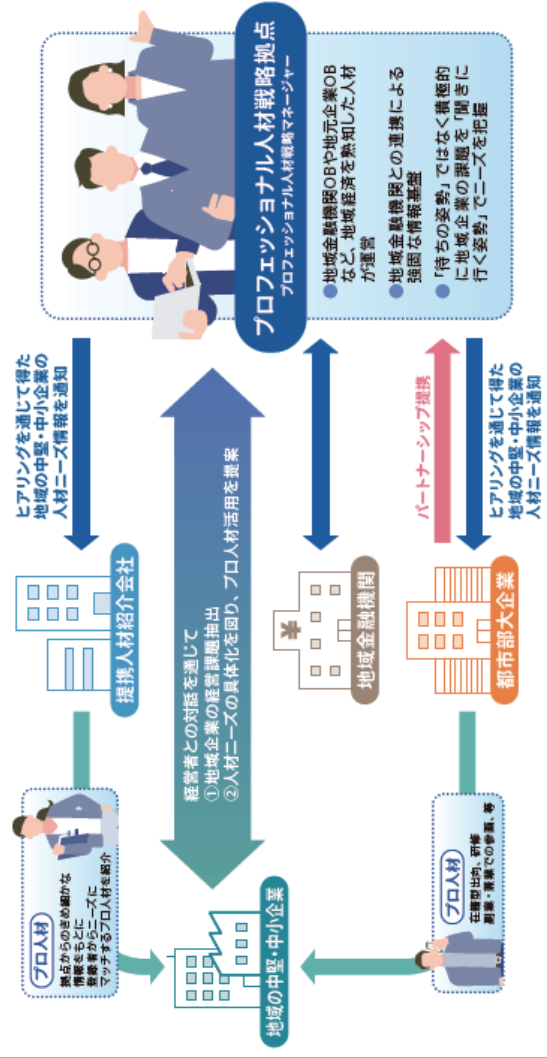 プロフェッショナル人材戦略拠点
プロフェッショナル人材戦略マネージャー
●地域金融機関OBや地元企業OB
など、地域経済を熟知した人材
が運営
●地域金融機関との連携による
強固な情報基盤
●「待ちの姿勢」ではなく積極的
に地域企業の課題を「聞きに
行く姿勢」でニーズを把握
ヒアリングを通じて得た
地域の中堅・中小企業の
人材ニーズ情報を通知
経営者との対話を通じて
①地域企業の経営課題抽出
②人材ニーズの具体化を図り、プロ人材活用を提案
パートナーシップ提携
ヒアリングを通じて得た
地域の中堅・中小企業の
人材ニーズ情報を通知
提携人材紹介会社
¥
地域金融機関
都市部大企業
プロ人材
拠点からのきめ細かな
情報をもとに
登録者からニーズに
マッチするプロ人材を紹介
地域の中堅・中小企業
プロ人材
在籍型出向、研修
副業・兼業での参画、等